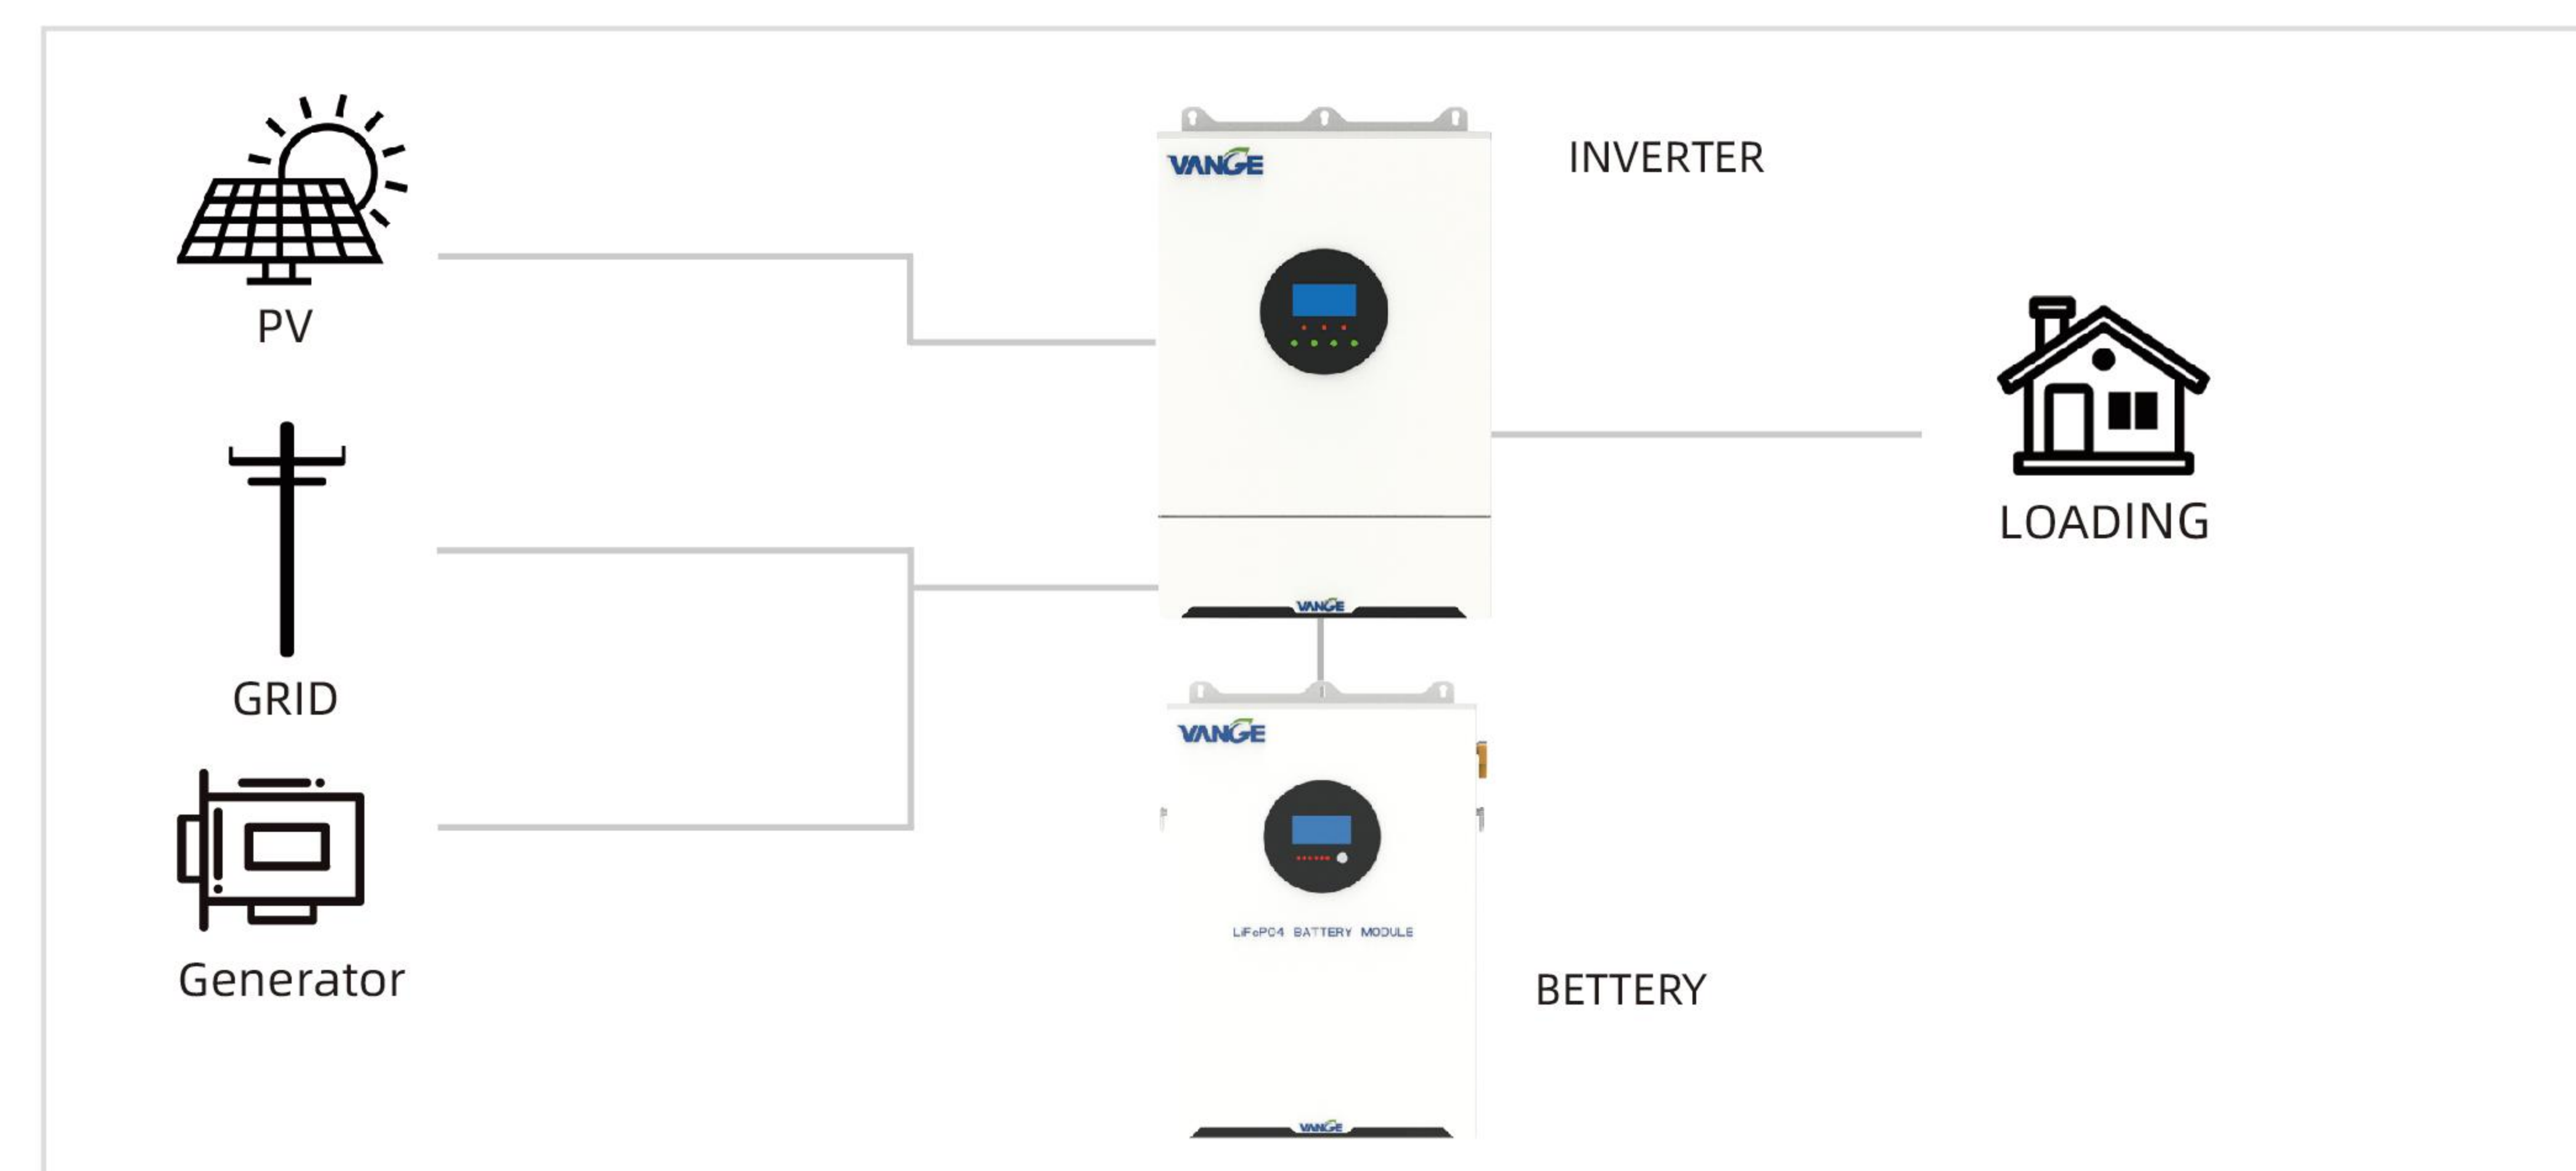 VANGE
INVERTER
PV
LOADING
VANGE
GRID
VANGE
LiFePO4 BATTERY MODULE
Generator
BETTERY
VANGE